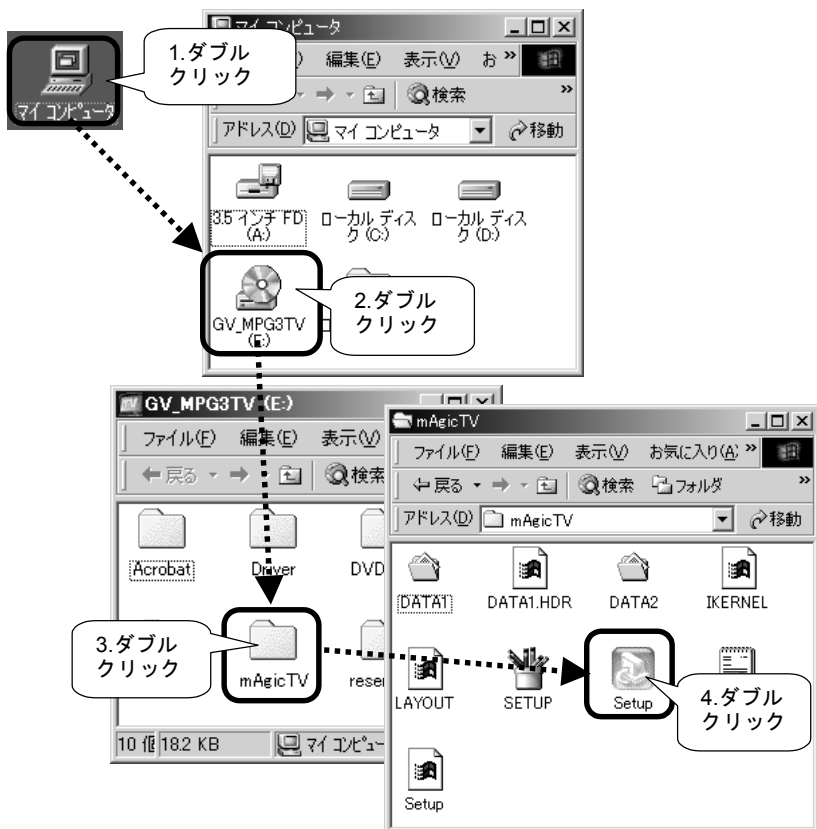 マイ コンピュータ
1.ダブル
クリック
マイ コンピュータ
編集(E) 表示(V) お »
検索 »
アドレス(D) マイ コンピュータ 移動
3.5 インチ FD
(A:)
ローカル ディス
ク (C:)
ローカル ディス
ク (D:)
GV_MPG3TV
(E:)
2.ダブル
クリック
GV_MPG3TV (E:)
ファイル(F) 編集(E) 表示(V)
戻る 検索
Acrobat
Driver
DVD
3.ダブル
クリック
mAgicTV
reser
10 個 18.2 KB マイ コンピュー
mAgicTV
ファイル(F) 編集(E) 表示(V) お気に入り(A) »
戻る 検索 フォルダ »
アドレス(D) mAgicTV 移動
DATA1
DATA1.HDR
DATA2
IKERNEL
LAYOUT
SETUP
Setup
4.ダブル
クリック
Setup